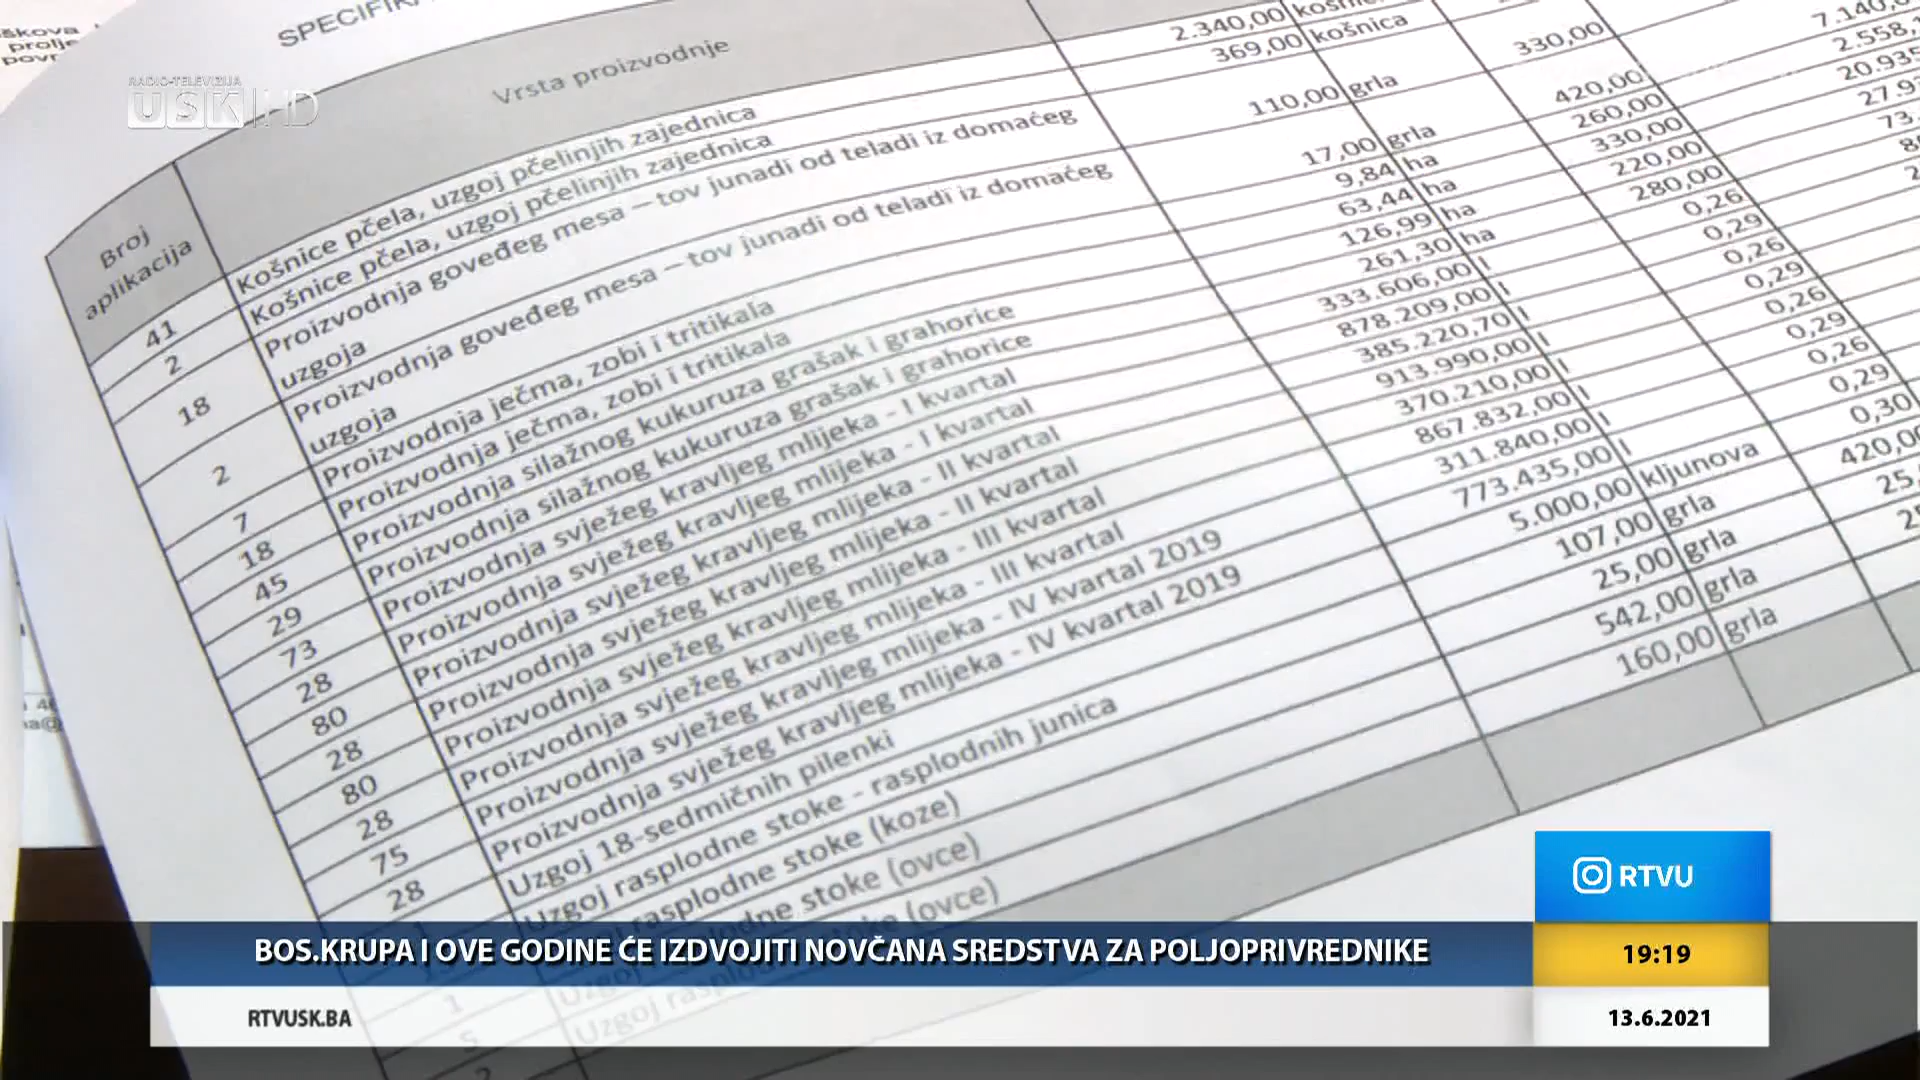 škova
prolje
povr
SPECIFIKA
RADIO-TELEVIZIJA
USK HD
Broj aplikacija
Vrsta proizvodnje
41 Košnice pčela, uzgoj pčelinjih zajednica 2.340,00 košnica
2 Košnice pčela, uzgoj pčelinjih zajednica 369,00 košnica
18 Proizvodnja goveđeg mesa – tov junadi od teladi iz domaćeg uzgoja 110,00 grla 330,00
2 Proizvodnja goveđeg mesa – tov junadi od teladi iz domaćeg uzgoja 17,00 grla 420,00
7 Proizvodnja ječma, zobi i tritikala 9,84 ha 260,00
18 Proizvodnja ječma, zobi i tritikala 63,44 ha 330,00
45 Proizvodnja silažnog kukuruza grašak i grahorice 126,99 ha 220,00
29 Proizvodnja silažnog kukuruza grašak i grahorice 261,30 ha 280,00
73 Proizvodnja svježeg kravljeg mlijeka - I kvartal 333.606,00 l 0,26
28 Proizvodnja svježeg kravljeg mlijeka - I kvartal 878.209,00 l 0,29
80 Proizvodnja svježeg kravljeg mlijeka - II kvartal 385.220,70 l 0,26
28 Proizvodnja svježeg kravljeg mlijeka - II kvartal 913.990,00 l 0,29
80 Proizvodnja svježeg kravljeg mlijeka - III kvartal 370.210,00 l 0,26
28 Proizvodnja svježeg kravljeg mlijeka - III kvartal 867.832,00 l 0,29
75 Proizvodnja svježeg kravljeg mlijeka - IV kvartal 2019 311.840,00 l 0,26
28 Proizvodnja svježeg kravljeg mlijeka - IV kvartal 2019 773.435,00 l 0,29
Uzgoj 18-sedmičnih pilenki 5.000,00 kljunova 0,30
Uzgoj rasplodne stoke - rasplodnih junica 107,00 grla 420,00
1 rasplodne stoke (koze) 25,00 grla
5 Uzgoj rasplodne stoke (ovce) 542,00 grla
2 Uzgoj rasplodne stoke (ovce) 160,00 grla
RTVU
BOS.KRUPA I OVE GODINE ĆE IZDVOJITI NOVČANA SREDSTVA ZA POLJOPRIVREDNIKE
19:19
RTVUSK.BA
13.6.2021